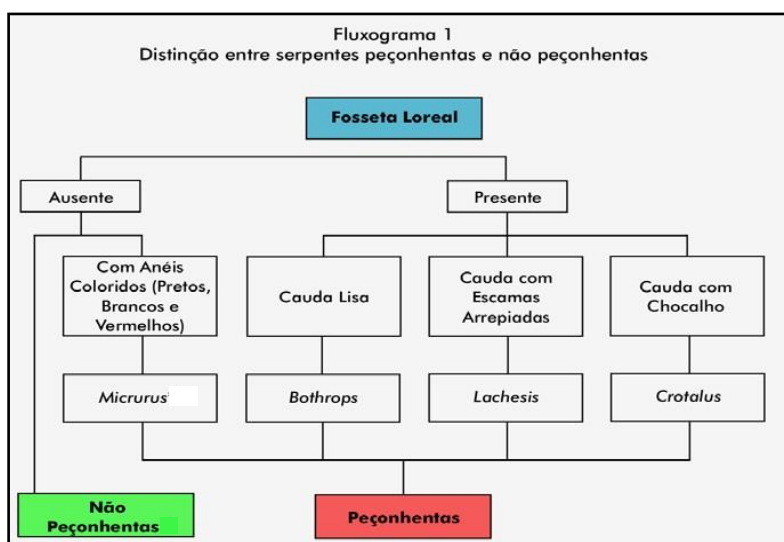 Fluxograma 1
Distinção entre serpentes peçonhentas e não peçonhentas
Fosseta Loreal
Ausente
Presente
Com Anéis
Coloridos (Pretos,
Brancos e
Vermelhos)
Cauda Lisa
Cauda com
Escamas
Arrepiadas
Cauda com
Chocalho
Micrurus
Bothrops
Lachesis
Crotalus
Não
Peçonhentas
Peçonhentas